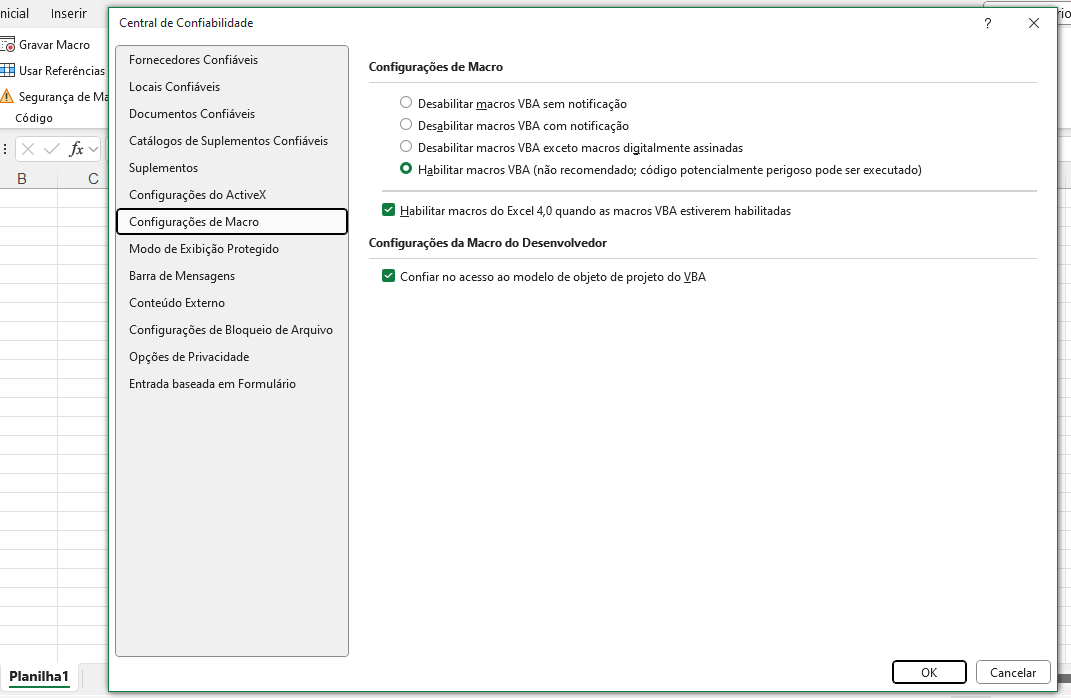 nicial Inserir
Central de Confiabilidade ?
Gravar Macro
Usar Referências
Segurança de Ma
Código
fx
B C
Planilha1
Fornecedores Confiáveis
Locais Confiáveis
Documentos Confiáveis
Catálogos de Suplementos Confiáveis
Suplementos
Configurações do ActiveX
Configurações de Macro
Modo de Exibição Protegido
Barra de Mensagens
Conteúdo Externo
Configurações de Bloqueio de Arquivo
Opções de Privacidade
Entrada baseada em Formulário
Configurações de Macro
Desabilitar macros VBA sem notificação
Desabilitar macros VBA com notificação
Desabilitar macros VBA exceto macros digitalmente assinadas
Habilitar macros VBA (não recomendado; código potencialmente perigoso pode ser executado)
Habilitar macros do Excel 4,0 quando as macros VBA estiverem habilitadas
Configurações da Macro do Desenvolvedor
Confiar no acesso ao modelo de objeto de projeto do VBA
OK Cancelar